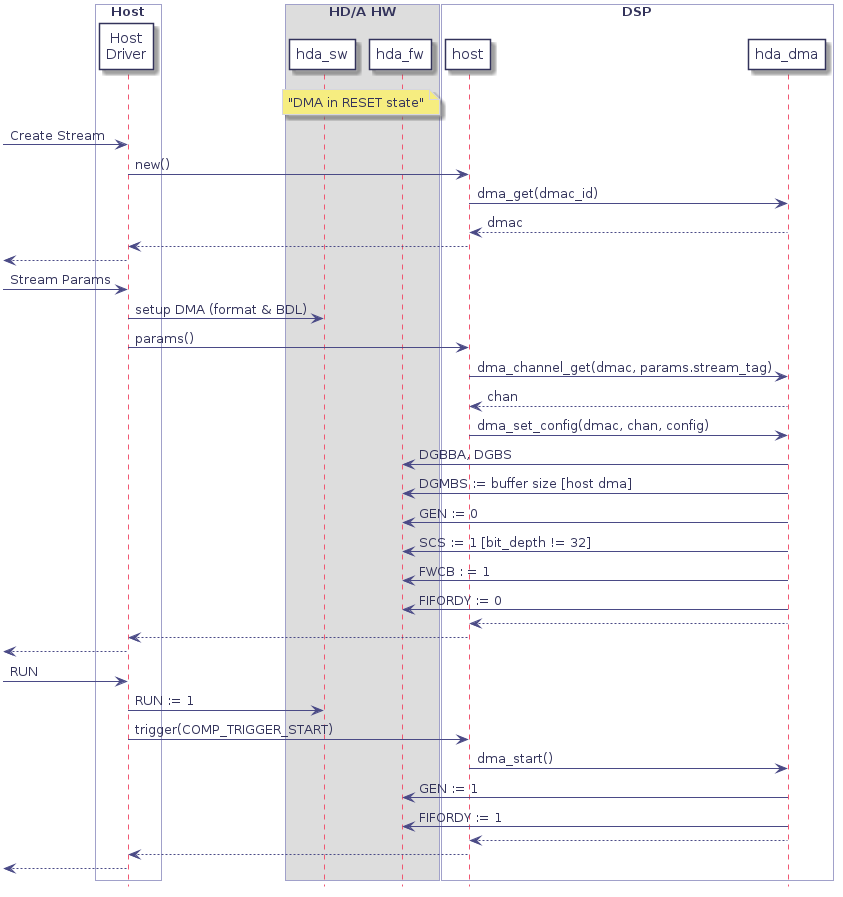 Host
HD/A HW
DSP
Host
Driver
hda_sw
hda_fw
host
hda_dma
"DMA in RESET state"
Create Stream
new()
dma_get(dmac_id)
dmac
Stream Params
setup DMA (format & BDL)
params()
dma_channel_get(dmac, params.stream_tag)
chan
dma_set_config(dmac, chan, config)
DGBBA, DGBS
DGMBS := buffer size [host dma]
GEN := 0
SCS := 1 [bit_depth != 32]
FWCB : = 1
FIFORDY := 0
RUN
RUN := 1
trigger(COMP_TRIGGER_START)
dma_start()
GEN := 1
FIFORDY := 1